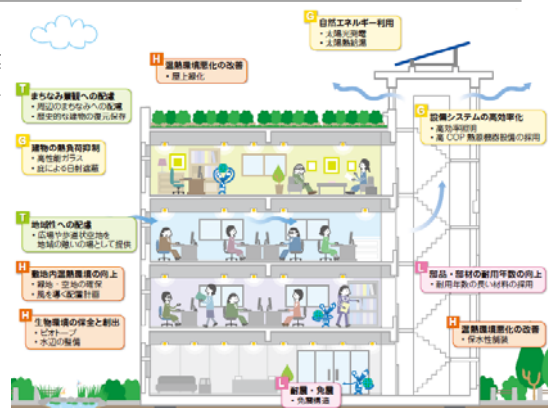 G 自然エネルギー利用
・太陽光発電
・太陽熱給湯
H 温熱環境悪化の改善
・屋上緑化
T まちなみ景観への配慮
・周辺のまちなみへの配慮
・歴史的な建物の復元保存
G 設備システムの高効率化
・高効率照明
・高COP熱源機器設備の採用
G 建物の熱負荷抑制
・高性能ガラス
・庇による日射遮蔽
T 地域性への配慮
・広場や歩道状空地を
地域の憩いの場として提供
H 敷地内温熱環境の向上
・緑地・空地の確保
・風を導く配置計画
L 部品・部材の耐用年数の向上
・耐用年数の長い材料の採用
H 生物環境の保全と創出
・ビオトープ
・水辺の整備
H 温熱環境悪化の改善
・保水性舗装
L 耐震・免震
・免震構造